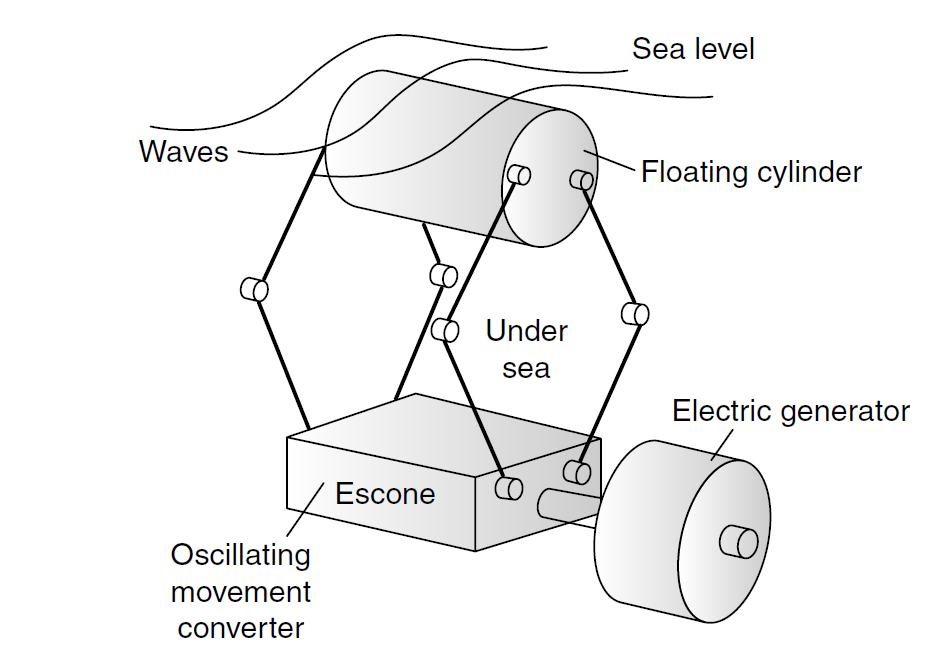 Sea level
Waves
Floating cylinder
Under
sea
Electric generator
Escone
Oscillating
movement
converter